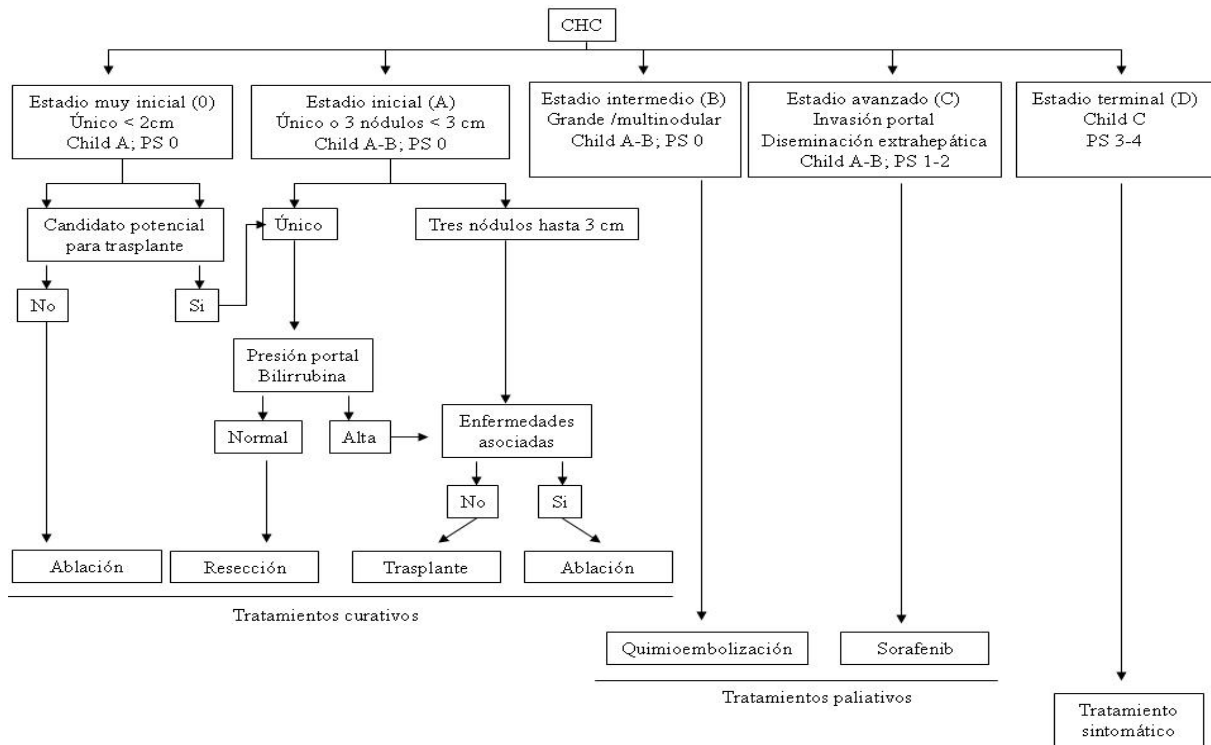 CHC
Estadio muy inicial (0)
Único < 2cm
Child A; PS 0
Estadio inicial (A)
Único o 3 nódulos < 3 cm
Child A-B; PS 0
Estadio intermedio (B)
Grande /multinodular
Child A-B; PS 0
Estadio avanzado (C)
Invasión portal
Diseminación extrahepática
Child A-B; PS 1-2
Estadio terminal (D)
Child C
PS 3-4
Candidato potencial
para trasplante
Único
Tres nódulos hasta 3 cm
No
Si
Presión portal
Bilirrubina
Normal
Alta
Enfermedades
asociadas
No
Si
Ablación
Resección
Trasplante
Ablación
Tratamientos curativos
Quimioembolización
Sorafenib
Tratamientos paliativos
Tratamiento
sintomático